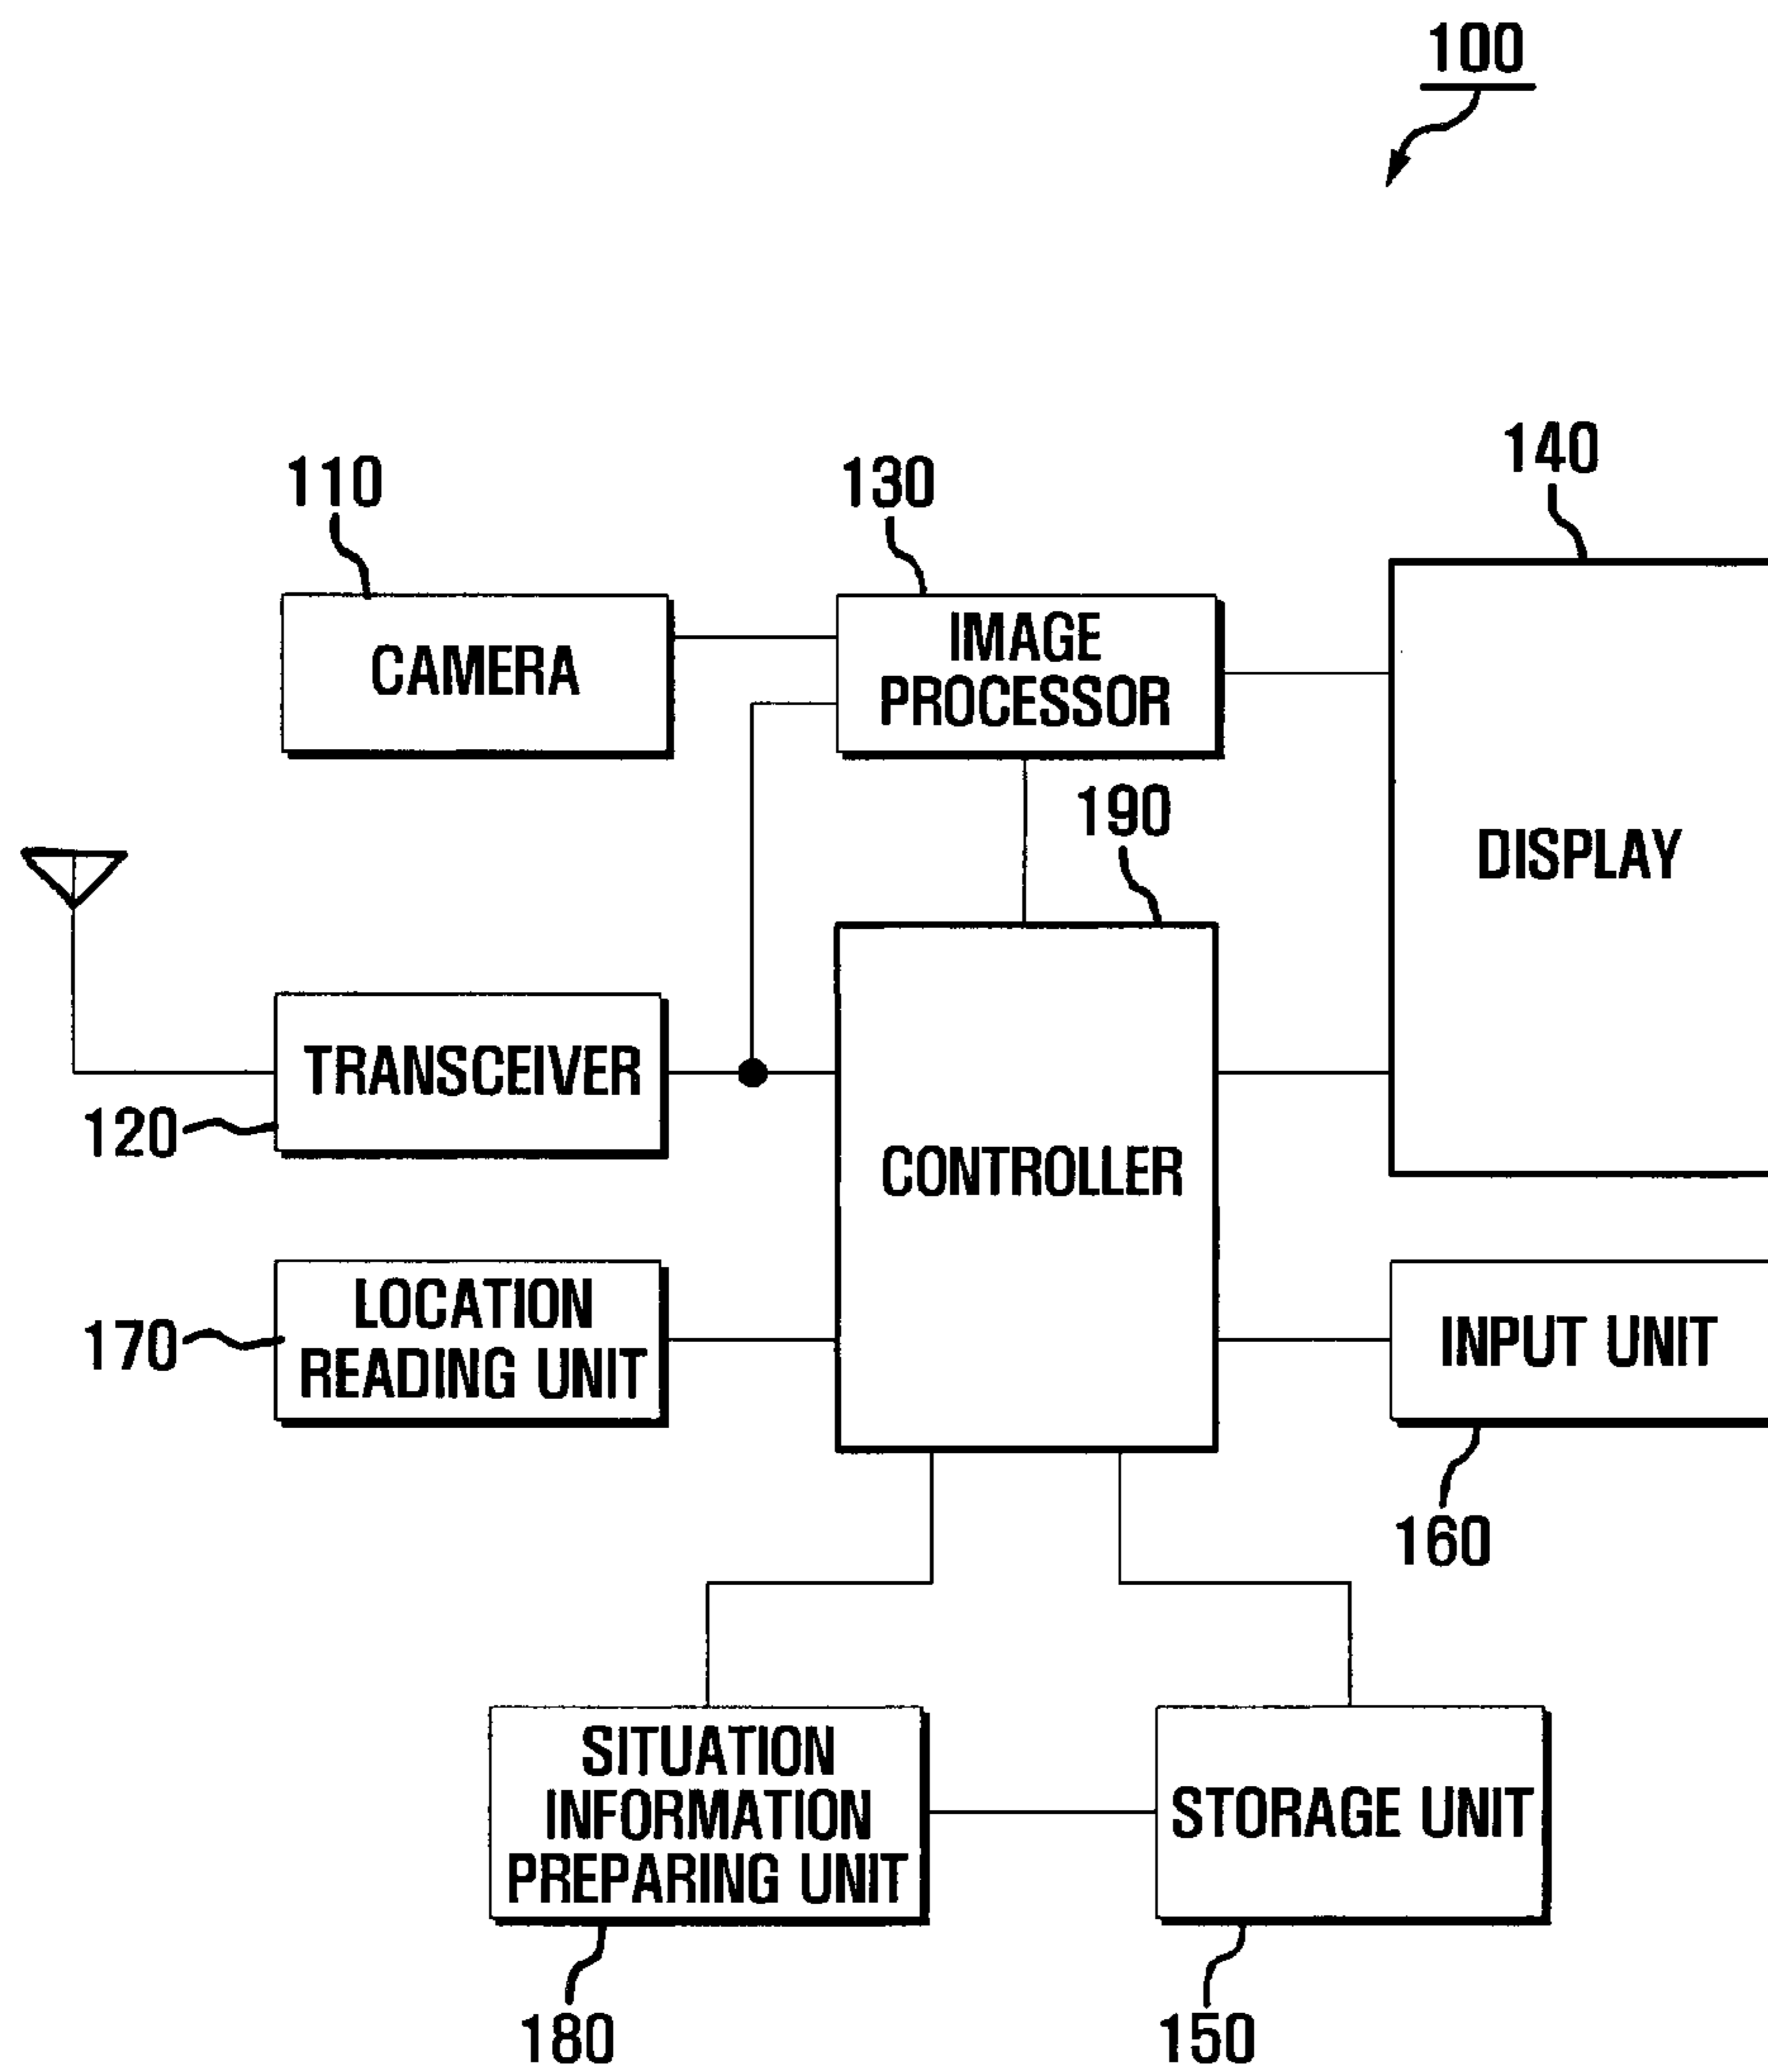 100
110
130
140
CAMERA
IMAGE
PROCESSOR
190
DISPLAY
TRANSCEIVER
120
CONTROLLER
LOCATION
READING UNIT
170
INPUT UNIT
160
SITUATION
INFORMATION
PREPARING UNIT
STORAGE UNIT
180
150